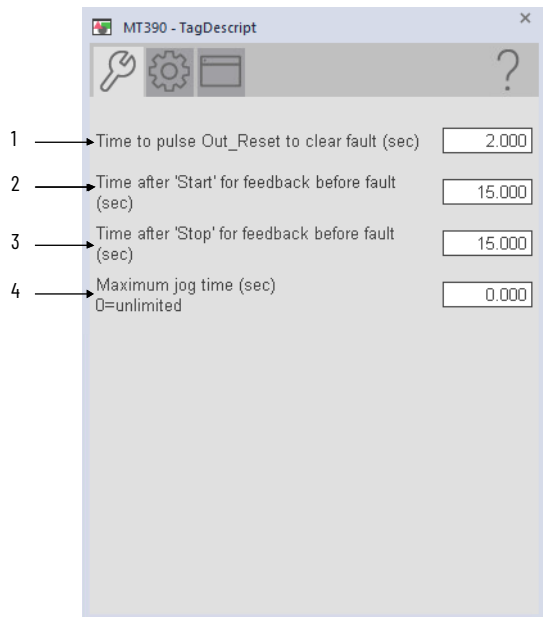 MT390 - TagDescript
×
?
1
Time to pulse Out_Reset to clear fault (sec)
2.000
2
Time after 'Start' for feedback before fault
(sec)
15.000
3
Time after 'Stop' for feedback before fault
(sec)
15.000
4
Maximum jog time (sec)
0=unlimited
0.000